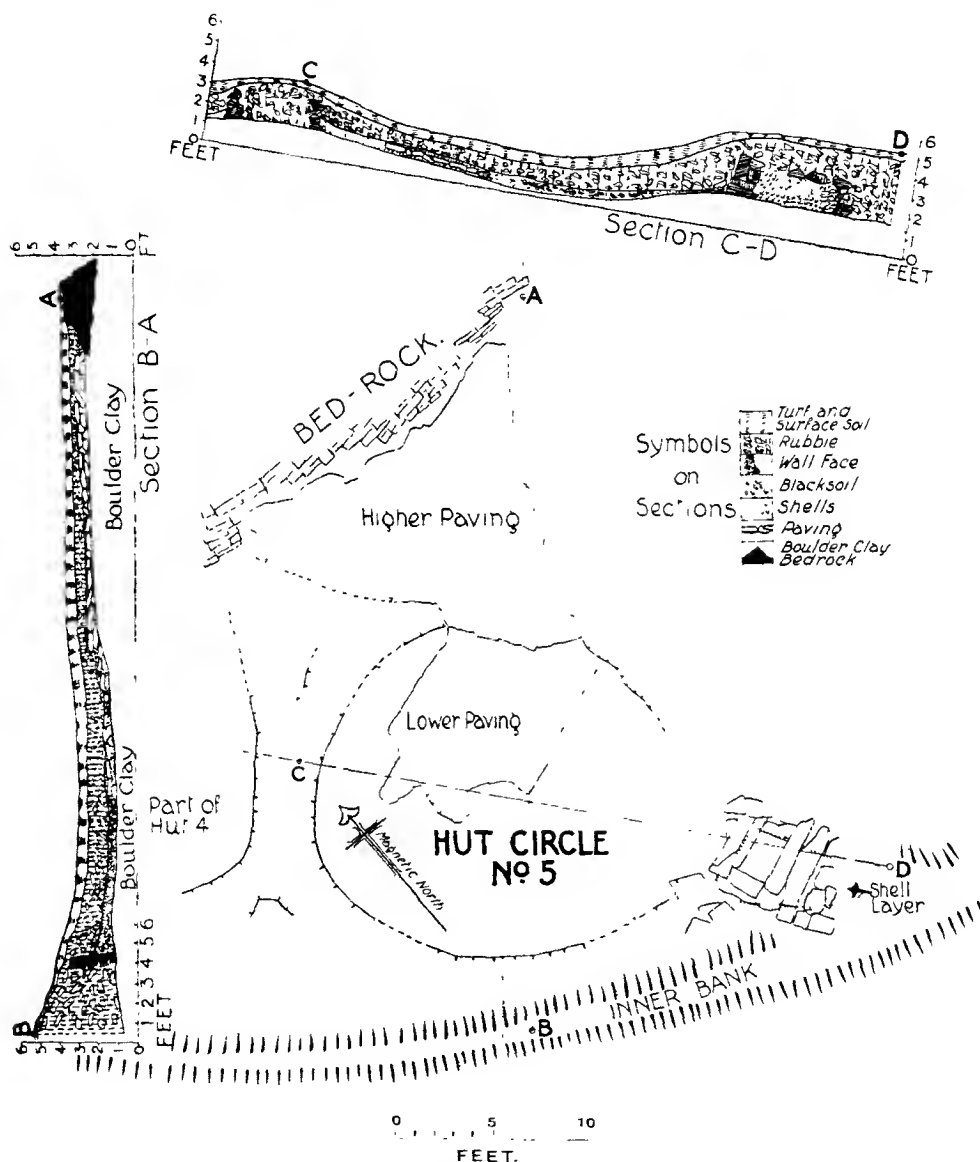 6
5
4
3
2
1
0
FEET
C
D
6
5
4
3
2
1
0
FEET
Section C-D
6 5 4 3 2 1 0
FT
A
Boulder Clay
Section B-A
Boulder Clay
1 2 3 4 5 6
FEET
B
6 5 4 3 2 1 0
A
BED-ROCK.
Higher Paving
Symbols
on
Sections
Turf and
Surface Soil
Rubble
Wall Face
Blacksoil
Shells
Paving
Boulder Clay
Bedrock
Lower Paving
C
Part of
Hut 4
Magnetic North
HUT CIRCLE
Nº 5
D
Shell
Layer
INNER BANK
B
0 5 10
FEET.